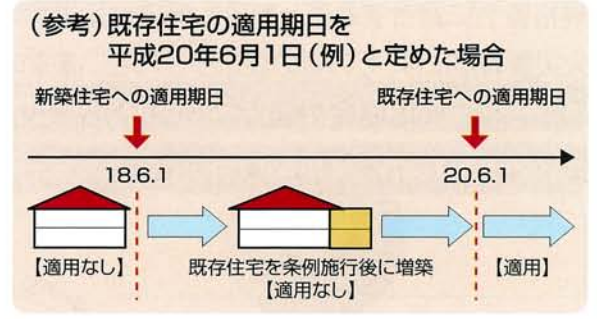 (参考)既存住宅の適用期日を
平成20年6月1日(例)と定めた場合
新築住宅への適用期日
既存住宅への適用期日
18.6.1
20.6.1
【適用なし】
既存住宅を条例施行後に増築
【適用なし】
【適用】